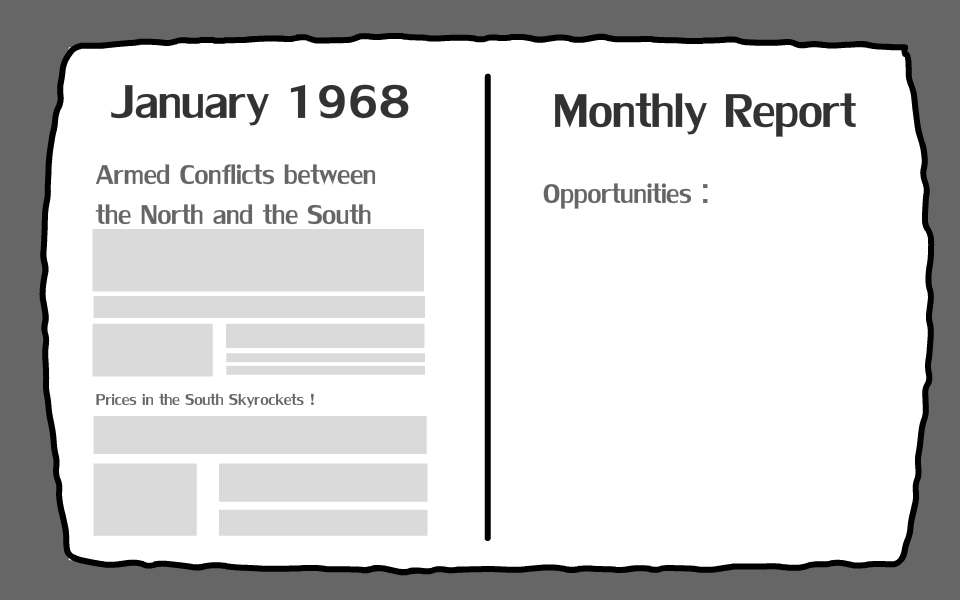 January 1968
Armed Conflicts between
the North and the South
Prices in the South Skyrockets !
Monthly Report
Opportunities :